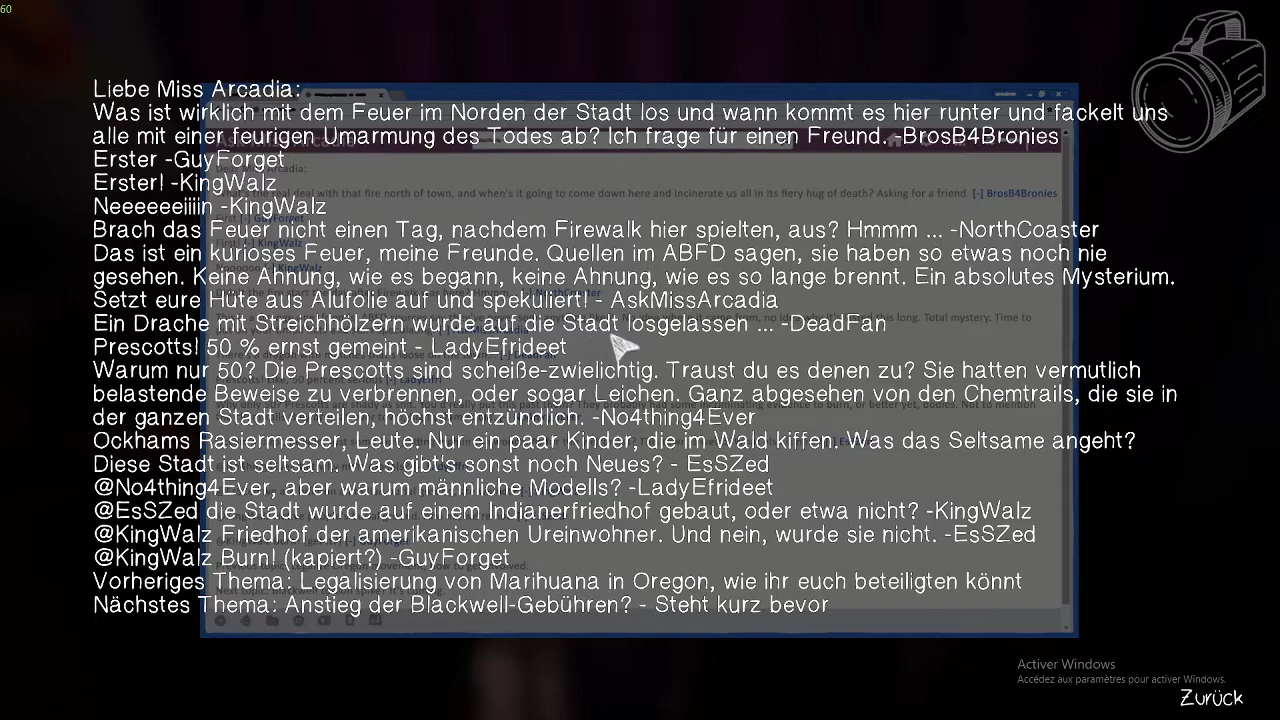 60
Liebe Miss Arcadia:
Was ist wirklich mit dem Feuer im Norden der Stadt los und wann kommt es hier runter und fackelt uns
alle mit einer feurigen Umarmung des Todes ab? Ich frage für einen Freund. -BrosB4Bronies
Erster -GuyForget
Erster! -KingWalz
Neeeeeeiiiin -KingWalz
Brach das Feuer nicht einen Tag, nachdem Firewalk hier spielten, aus? Hmmm ... -NorthCoaster
Das ist ein kurioses Feuer, meine Freunde. Quellen im ABFD sagen, sie haben so etwas noch nie
gesehen. Keine Ahnung, wie es begann, keine Ahnung, wie es so lange brennt. Ein absolutes Mysterium.
Setzt eure Hüte aus Alufolie auf und spekuliert! - AskMissArcadia
Ein Drache mit Streichhölzern wurde auf die Stadt losgelassen ... -DeadFan
Prescotts! 50 % ernst gemeint - LadyEfrideet
Warum nur 50? Die Prescotts sind scheiße-zwielichtig. Traust du es denen zu? Sie hatten vermutlich
belastende Beweise zu verbrennen, oder sogar Leichen. Ganz abgesehen von den Chemtrails, die sie in
der ganzen Stadt verteilen, höchst entzündlich. -No4thing4Ever
Ockhams Rasiermesser, Leute. Nur ein paar Kinder, die im Wald kiffen. Was das Seltsame angeht?
Diese Stadt ist seltsam. Was gibt's sonst noch Neues? - EsSZed
@No4thing4Ever, aber warum männliche Modells? -LadyEfrideet
@EsSZed die Stadt wurde auf einem Indianerfriedhof gebaut, oder etwa nicht? -KingWalz
@KingWalz Friedhof der amerikanischen Ureinwohner. Und nein, wurde sie nicht. -EsSZed
@KingWalz Burn! (kapiert?) -GuyForget
Vorheriges Thema: Legalisierung von Marihuana in Oregon, wie ihr euch beteiligten könnt
Nächstes Thema: Anstieg der Blackwell-Gebühren? - Steht kurz bevor
Activer Windows
Accédez aux paramètres pour activer Windows.
Zurück